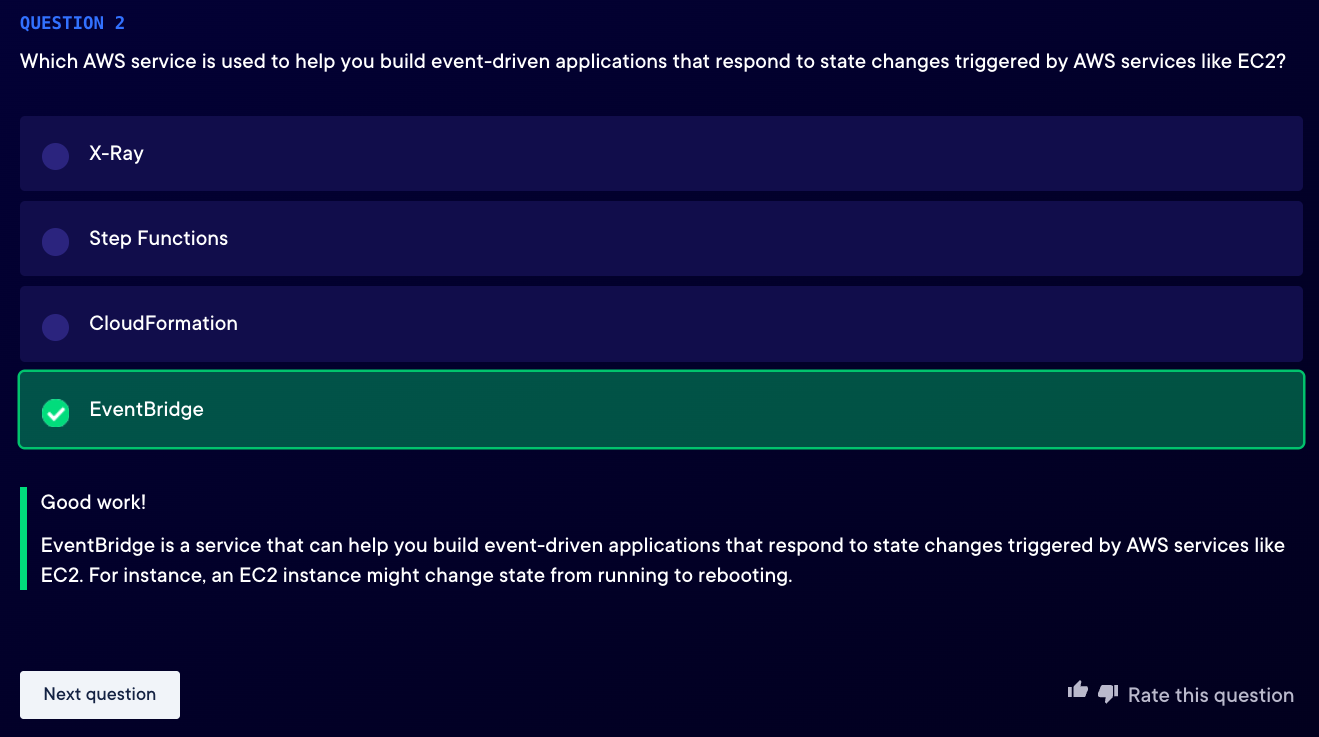 QUESTION 2
Which AWS service is used to help you build event-driven applications that respond to state changes triggered by AWS services like EC2?
X-Ray
Step Functions
CloudFormation
EventBridge
Good work!
EventBridge is a service that can help you build event-driven applications that respond to state changes triggered by AWS services like
EC2. For instance, an EC2 instance might change state from running to rebooting.
Next question
Rate this question